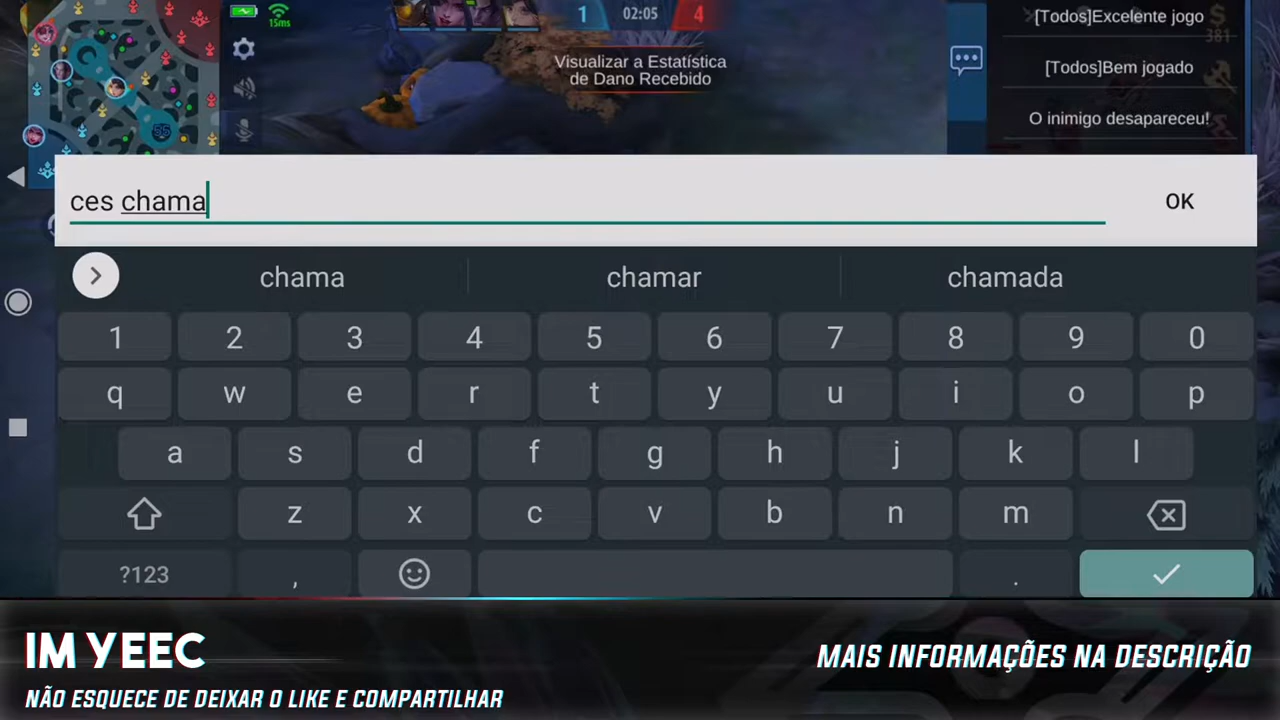 15ms
1 02:05 4
Visualizar a Estatística
de Dano Recebido
[Todos]Excelente jogo
381
[Todos]Bem jogado
O inimigo desapareceu!
ces chama
OK
chama chamar chamada
1 2 3 4 5 6 7 8 9 0
q w e r t y u i o p
a s d f g h j k l
z x c v b n m
?123 , .
IM YEEC
MAIS INFORMAÇÕES NA DESCRIÇÃO
NÃO ESQUECE DE DEIXAR O LIKE E COMPARTILHAR